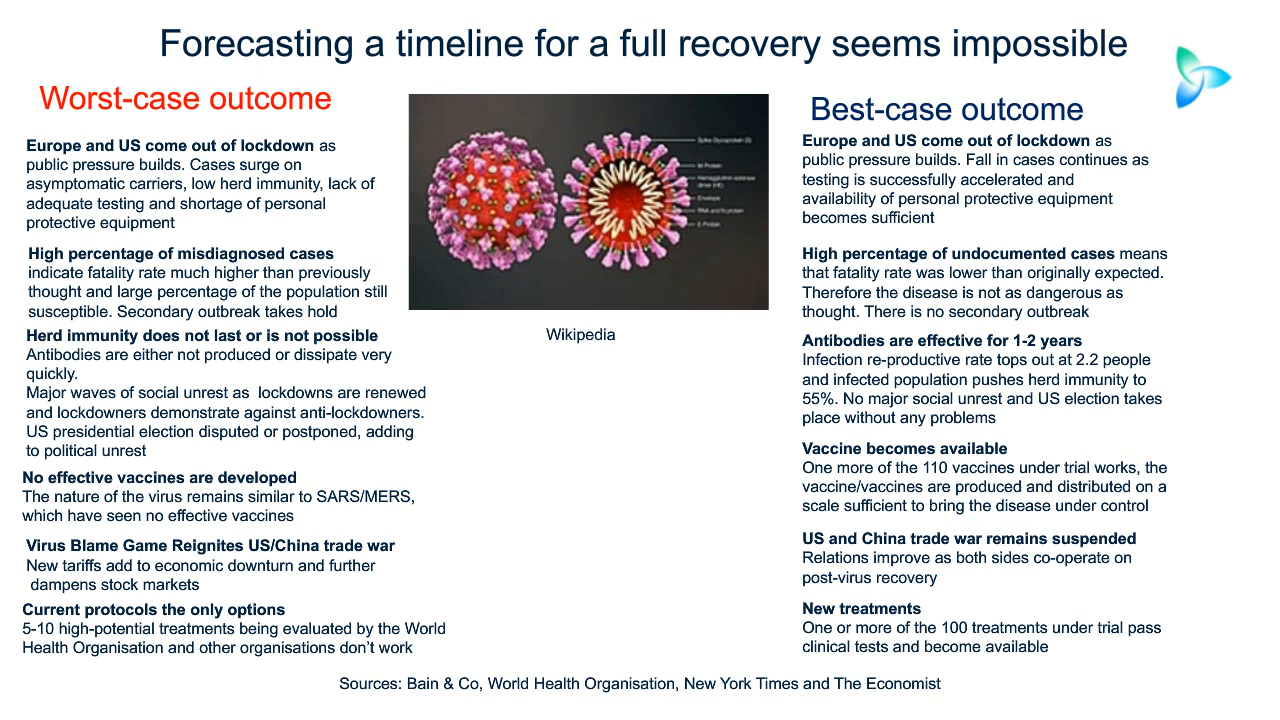 Forecasting a timeline for a full recovery seems impossible
Worst-case outcome
Europe and US come out of lockdown as
public pressure builds. Cases surge on
asymptomatic carriers, low herd immunity, lack of
adequate testing and shortage of personal
protective equipment
High percentage of misdiagnosed cases
indicate fatality rate much higher than previously
thought and large percentage of the population still
susceptible. Secondary outbreak takes hold
Herd immunity does not last or is not possible
Antibodies are either not produced or dissipate very
quickly.
Major waves of social unrest as lockdowns are renewed
and lockdowners demonstrate against anti-lockdowners.
US presidential election disputed or postponed, adding
to political unrest
No effective vaccines are developed
The nature of the virus remains similar to SARS/MERS,
which have seen no effective vaccines
Virus Blame Game Reignites US/China trade war
New tariffs add to economic downturn and further
dampens stock markets
Current protocols the only options
5-10 high-potential treatments being evaluated by the World
Health Organisation and other organisations don't work
Spike Glycoprotein (S)
M-Protein
Hemagglutinin-esterase
dimer (HE)
Envelope
RNA and N protein
E-Protein
Wikipedia
Best-case outcome
Europe and US come out of lockdown as
public pressure builds. Fall in cases continues as
testing is successfully accelerated and
availability of personal protective equipment
becomes sufficient
High percentage of undocumented cases means
that fatality rate was lower than originally expected.
Therefore the disease is not as dangerous as
thought. There is no secondary outbreak
Antibodies are effective for 1-2 years
Infection re-productive rate tops out at 2.2 people
and infected population pushes herd immunity to
55%. No major social unrest and US election takes
place without any problems
Vaccine becomes available
One more of the 110 vaccines under trial works, the
vaccine/vaccines are produced and distributed on a
scale sufficient to bring the disease under control
US and China trade war remains suspended
Relations improve as both sides co-operate on
post-virus recovery
New treatments
One or more of the 100 treatments under trial pass
clinical tests and become available
Sources: Bain & Co, World Health Organisation, New York Times and The Economist